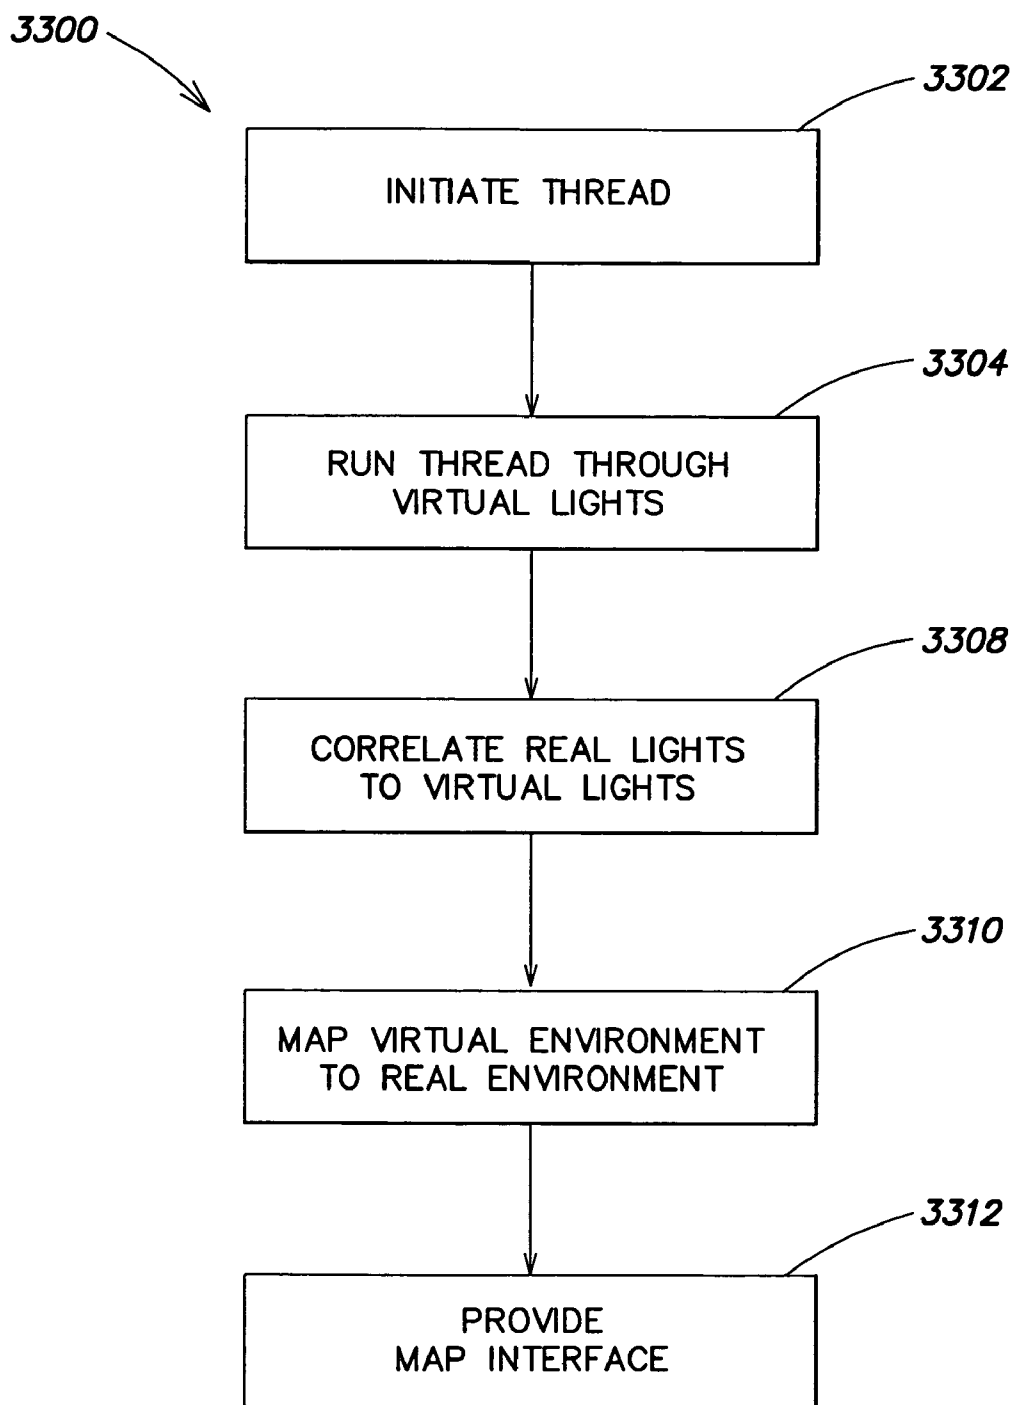 3300
3302
INITIATE THREAD
3304
RUN THREAD THROUGH
VIRTUAL LIGHTS
3308
CORRELATE REAL LIGHTS
TO VIRTUAL LIGHTS
3310
MAP VIRTUAL ENVIRONMENT
TO REAL ENVIRONMENT
3312
PROVIDE
MAP INTERFACE